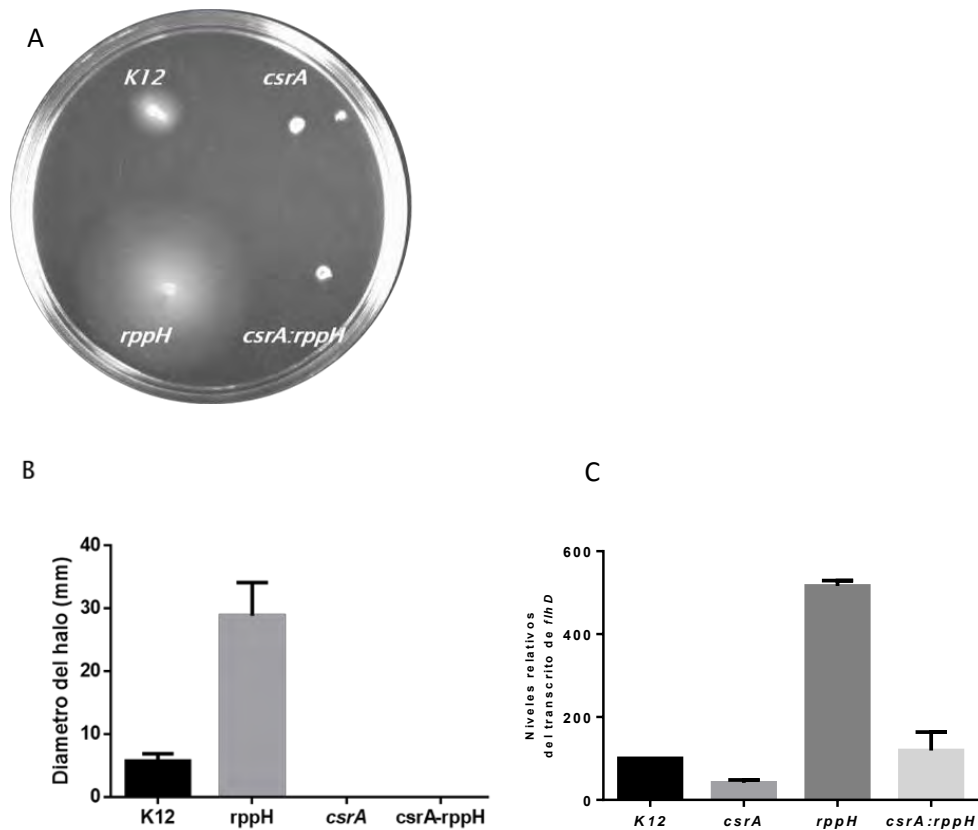 A
K12
csrA
rppH
csrA:rppH
B
Diametro del halo (mm)
40
30
20
10
0
K12
rppH
csrA
csrA-rppH
C
Niveles relativos
del transcrito de flhD
600
400
200
0
K12
csrA
rppH
csrA:rppH